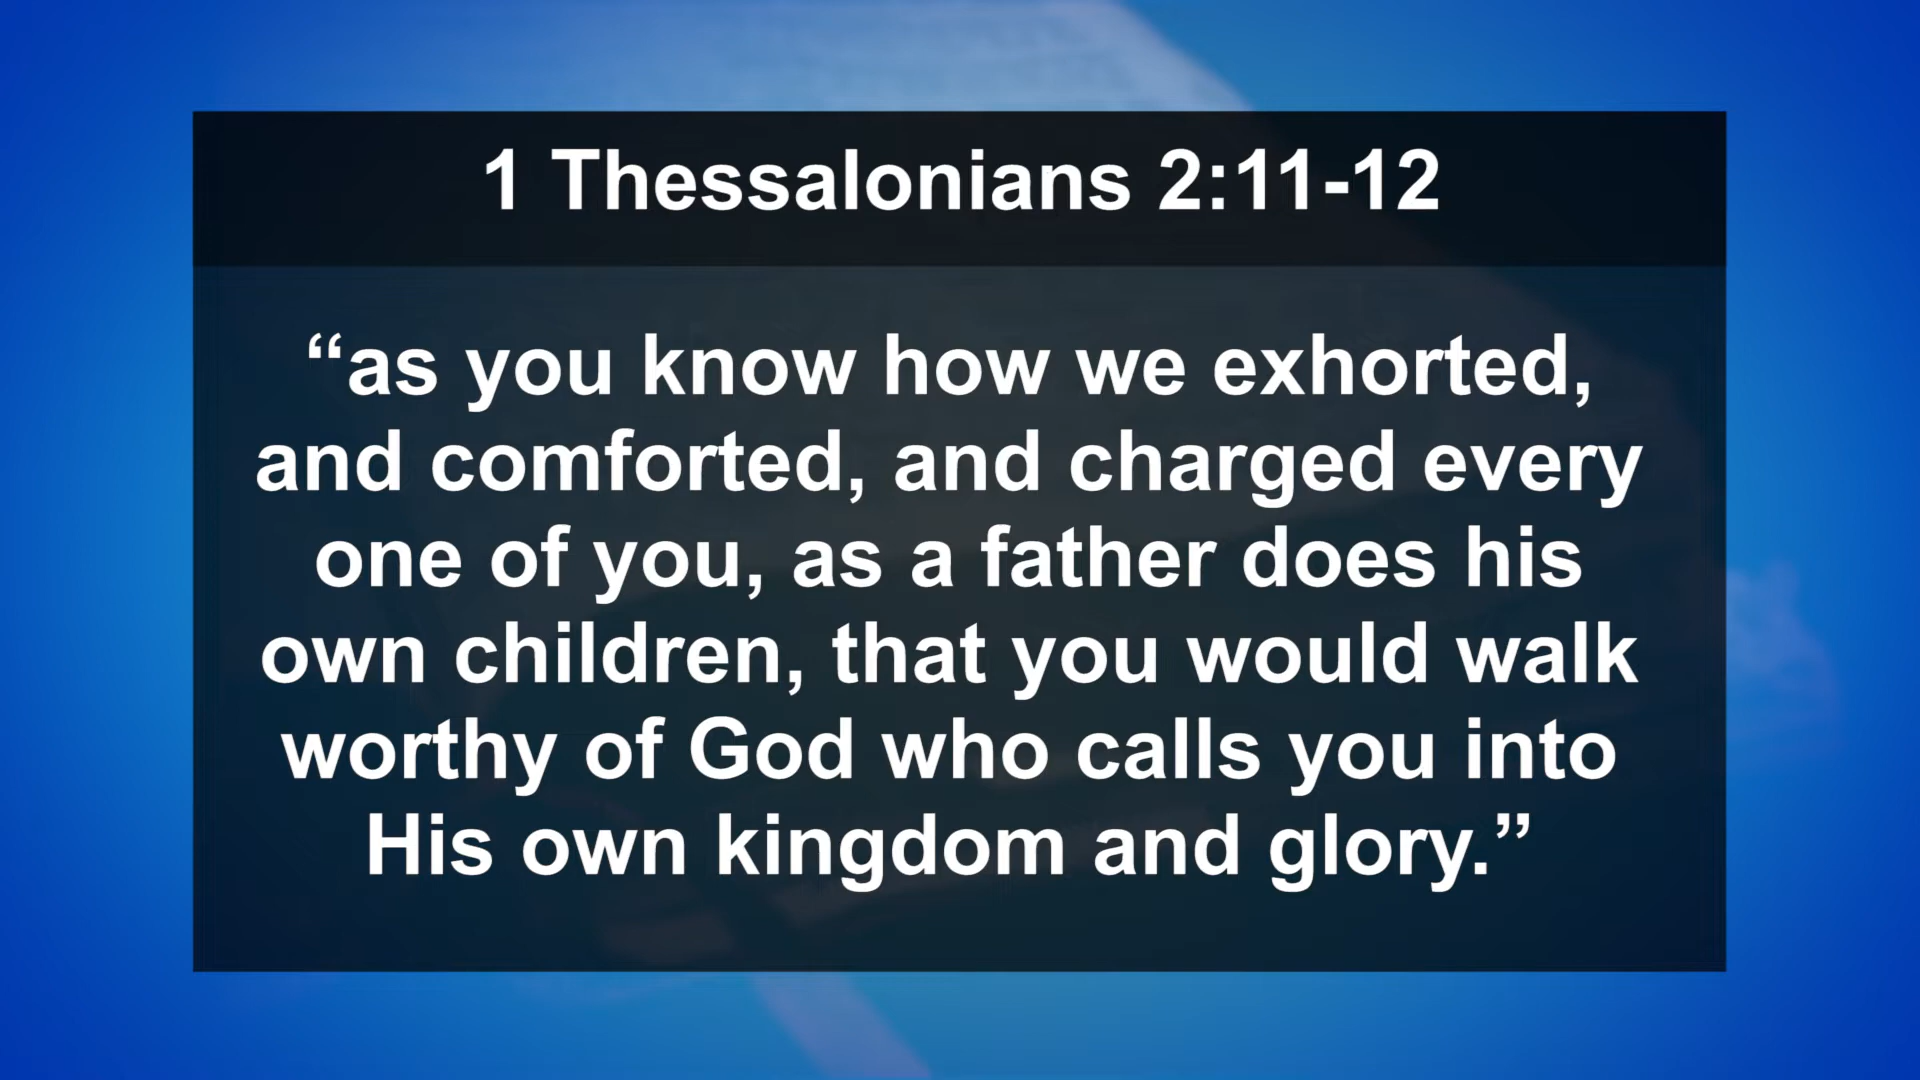 1 Thessalonians 2:11-12
“as you know how we exhorted,
and comforted, and charged every
one of you, as a father does his
own children, that you would walk
worthy of God who calls you into
His own kingdom and glory.”